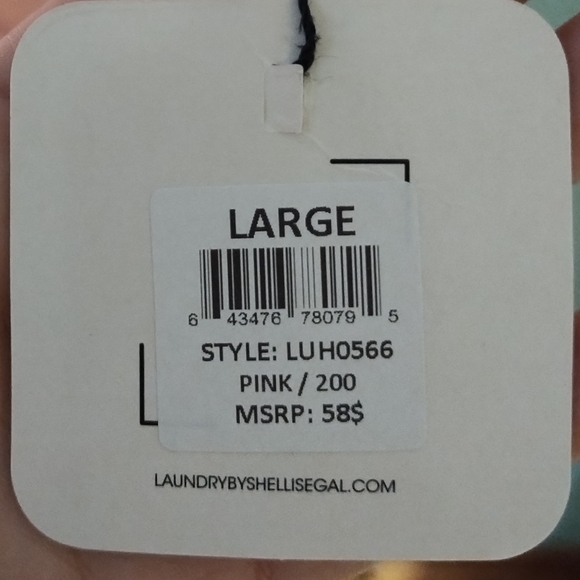 LARGE
6 43476 78079 5
STYLE: LUH0566
PINK / 200
MSRP: 58$
LAUNDRYBYSHELLISEGAL.COM